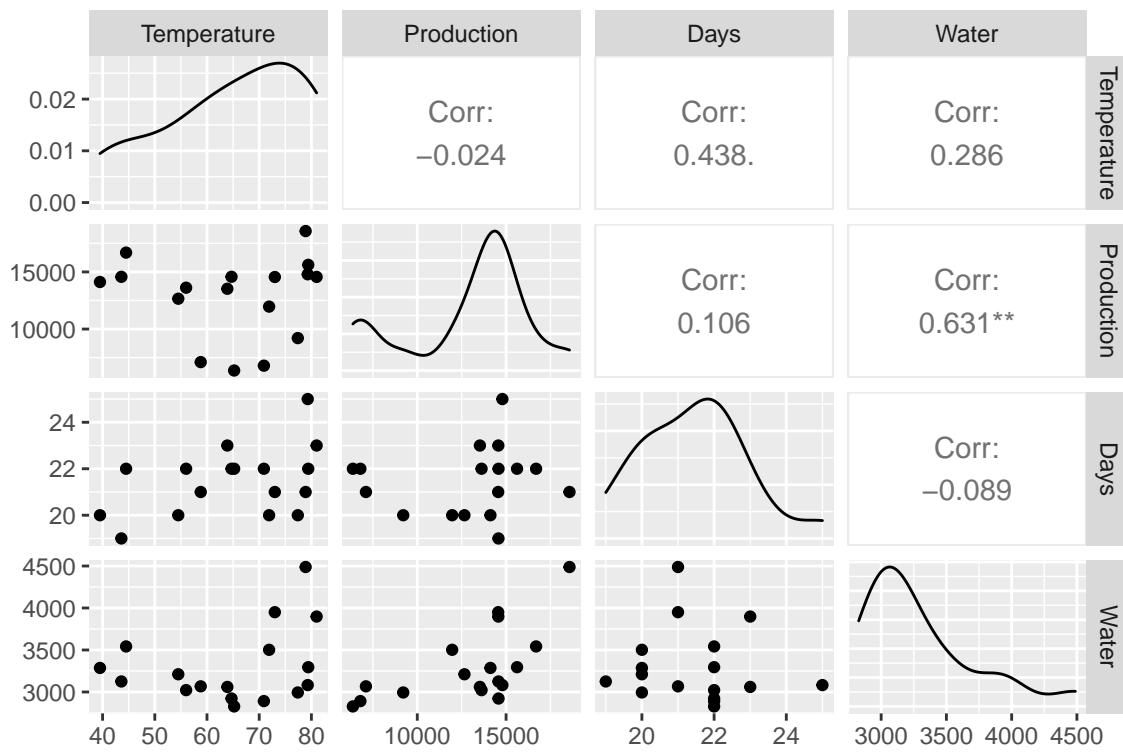 Temperature Production Days Water
Corr:
−0.024
Corr:
0.438.
Corr:
0.286
Temperature
0.02
0.01
0.00
Corr:
0.106
Corr:
0.631**
Production
15000
10000
Corr:
−0.089
Days
24
22
20
Water
4500
4000
3500
3000
40 50 60 70 80 10000 15000 20 22 24 3000 3500 4000 4500